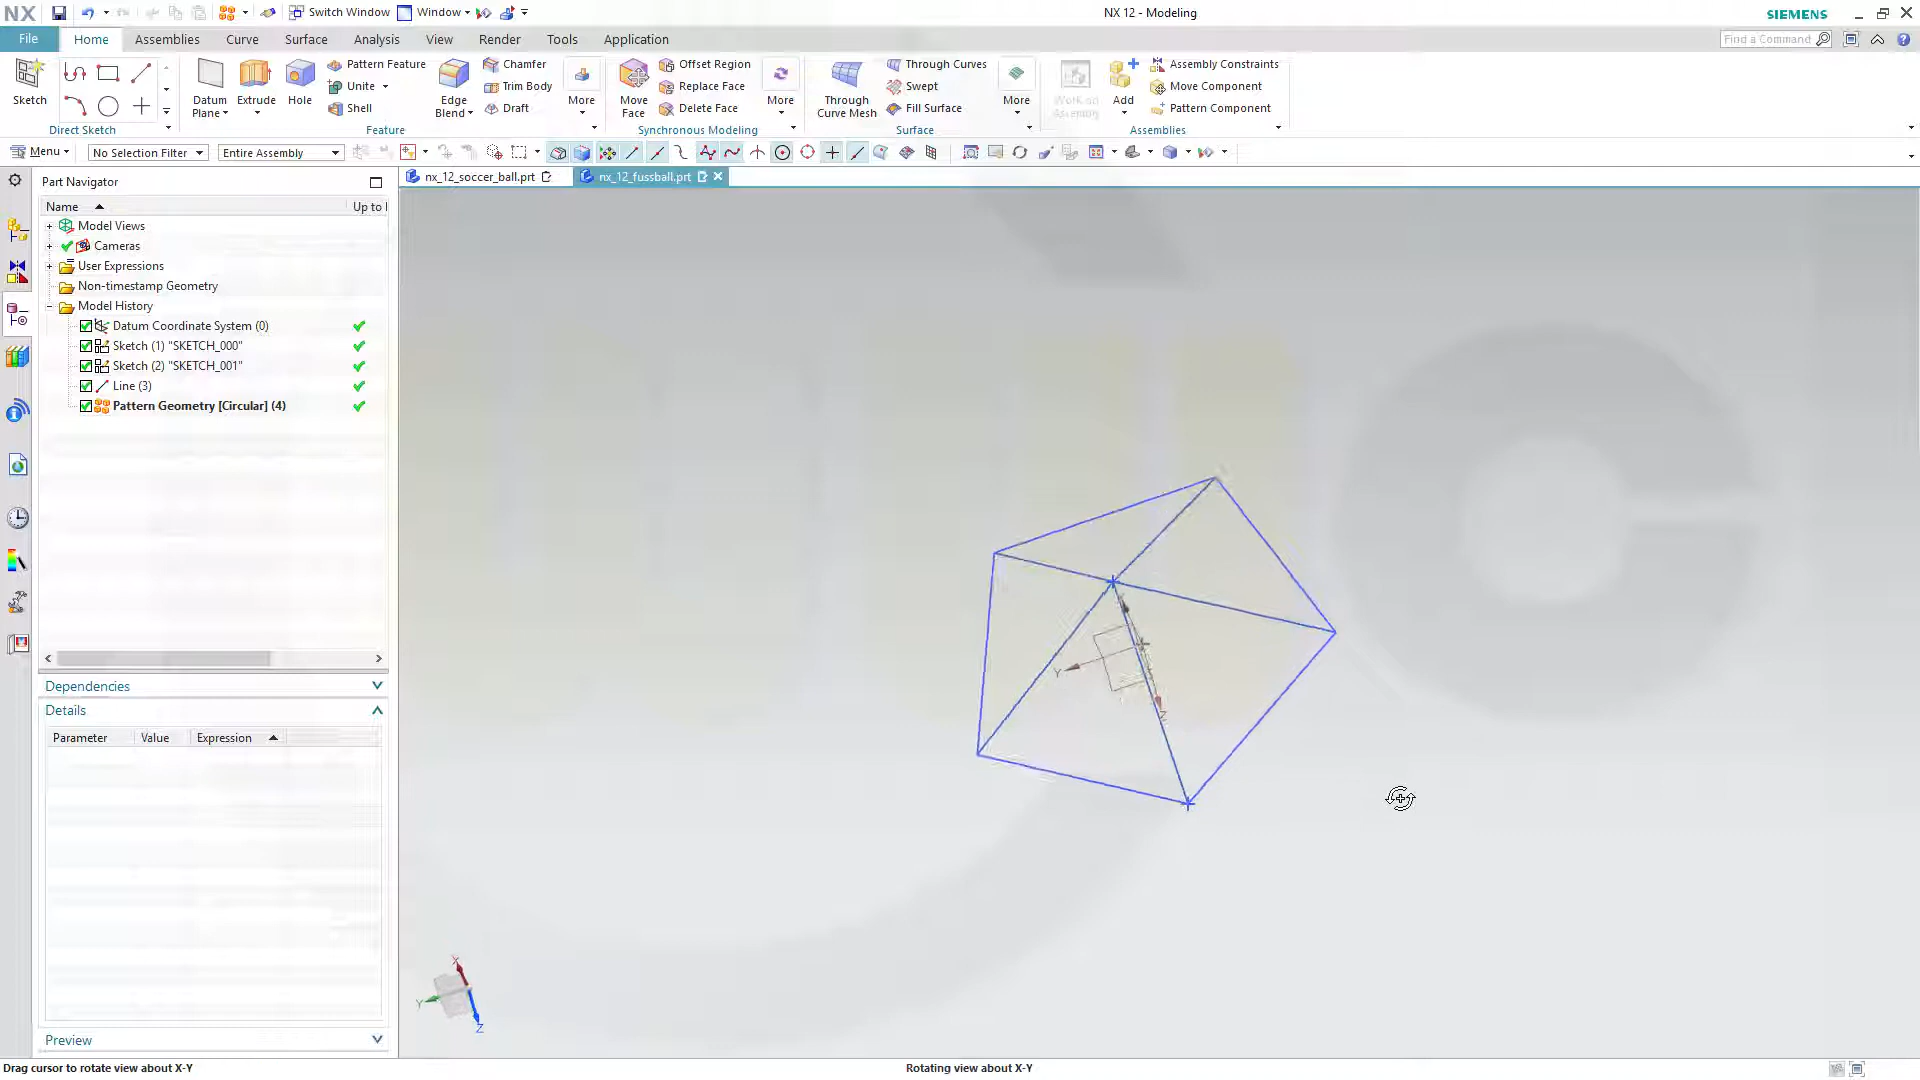 NX
Switch Window
Window
NX 12 - Modeling
SIEMENS
File
Home
Assemblies
Curve
Surface
Analysis
View
Render
Tools
Application
Find a Command
Sketch
Direct Sketch
Datum Plane
Extrude
Hole
Pattern Feature
Unite
Shell
Edge Blend
Chamfer
Trim Body
Draft
More
Feature
Move Face
Offset Region
Replace Face
Delete Face
More
Synchronous Modeling
Through Curve Mesh
Through Curves
Swept
Fill Surface
More
Surface
Work on Assembly
Add
Assembly Constraints
Move Component
Pattern Component
Assemblies
Menu
No Selection Filter
Entire Assembly
Part Navigator
nx_12_soccer_ball.prt
nx_12_fussball.prt
Name
Up to
Model Views
Cameras
User Expressions
Non-timestamp Geometry
Model History
Datum Coordinate System (0)
Sketch (1) "SKETCH_000"
Sketch (2) "SKETCH_001"
Line (3)
Pattern Geometry [Circular] (4)
Dependencies
Details
Parameter
Value
Expression
Preview
Y
Z
X
Y
Z
Drag cursor to rotate view about X-Y
Rotating view about X-Y